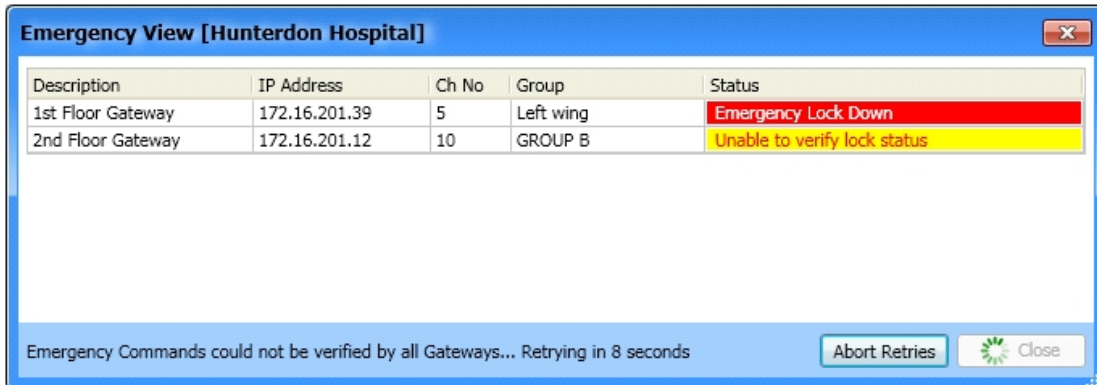 Emergency View [Hunterdon Hospital]
Description IP Address Ch No Group Status
1st Floor Gateway 172.16.201.39 5 Left wing Emergency Lock Down
2nd Floor Gateway 172.16.201.12 10 GROUP B Unable to verify lock status
Emergency Commands could not be verified by all Gateways... Retrying in 8 seconds Abort Retries Close